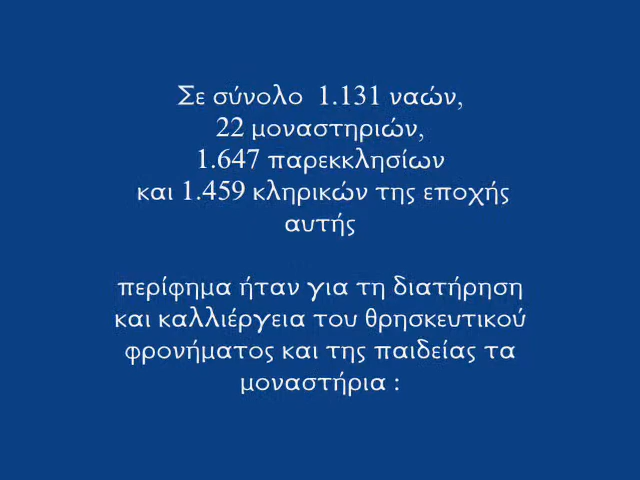 Σε σύνολο 1.131 ναών,
22 μοναστηριών,
1.647 παρεκκλησίων
και 1.459 κληρικών της εποχής
αυτής
περίφημα ήταν για τη διατήρηση
και καλλιέργεια του θρησκευτικού
φρονήματος και της παιδείας τα
μοναστήρια :